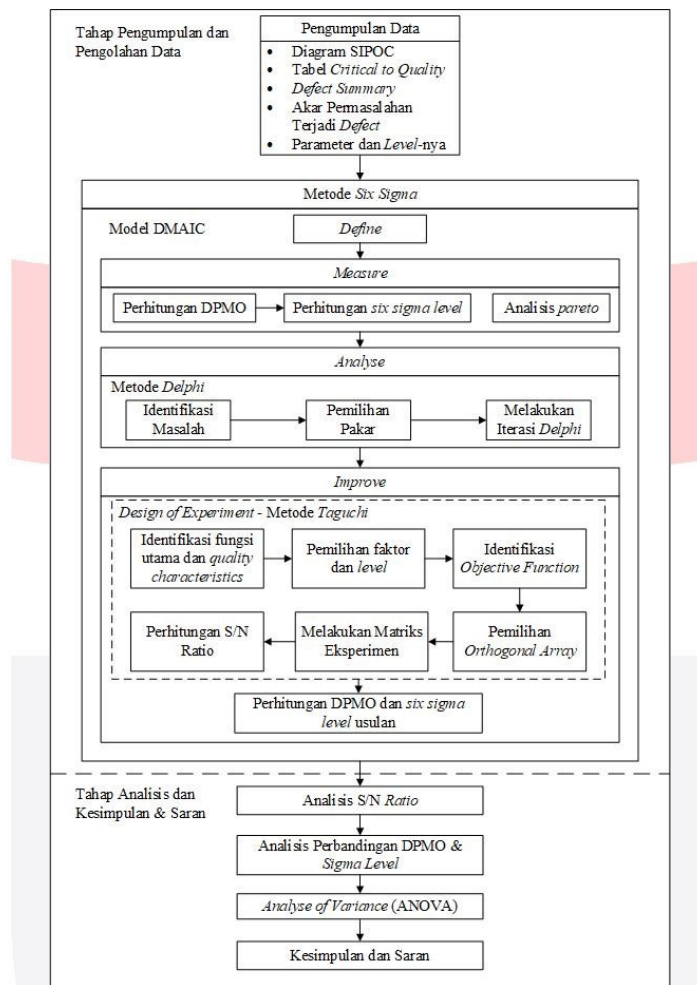 Tahap Pengumpulan dan
Pengolahan Data
Pengumpulan Data
• Diagram SIPOC
• Tabel Critical to Quality
• Defect Summary
• Akar Permasalahan
Terjadi Defect
• Parameter dan Level-nya
Metode Six Sigma
Model DMAIC
Define
Measure
Perhitungan DPMO
Perhitungan six sigma level
Analisis pareto
Analyse
Metode Delphi
Identifikasi
Masalah
Pemilihan
Pakar
Melakukan
Iterasi Delphi
Improve
Design of Experiment - Metode Taguchi
Identifikasi fungsi
utama dan quality
characteristics
Pemilihan faktor
dan level
Identifikasi
Objective Function
Perhitungan S/N
Ratio
Melakukan Matriks
Eksperimen
Pemilihan
Orthogonal Array
Perhitungan DPMO dan six sigma
level usulan
Tahap Analisis dan
Kesimpulan & Saran
Analisis S/N Ratio
Analisis Perbandingan DPMO &
Sigma Level
Analyse of Variance (ANOVA)
Kesimpulan dan Saran